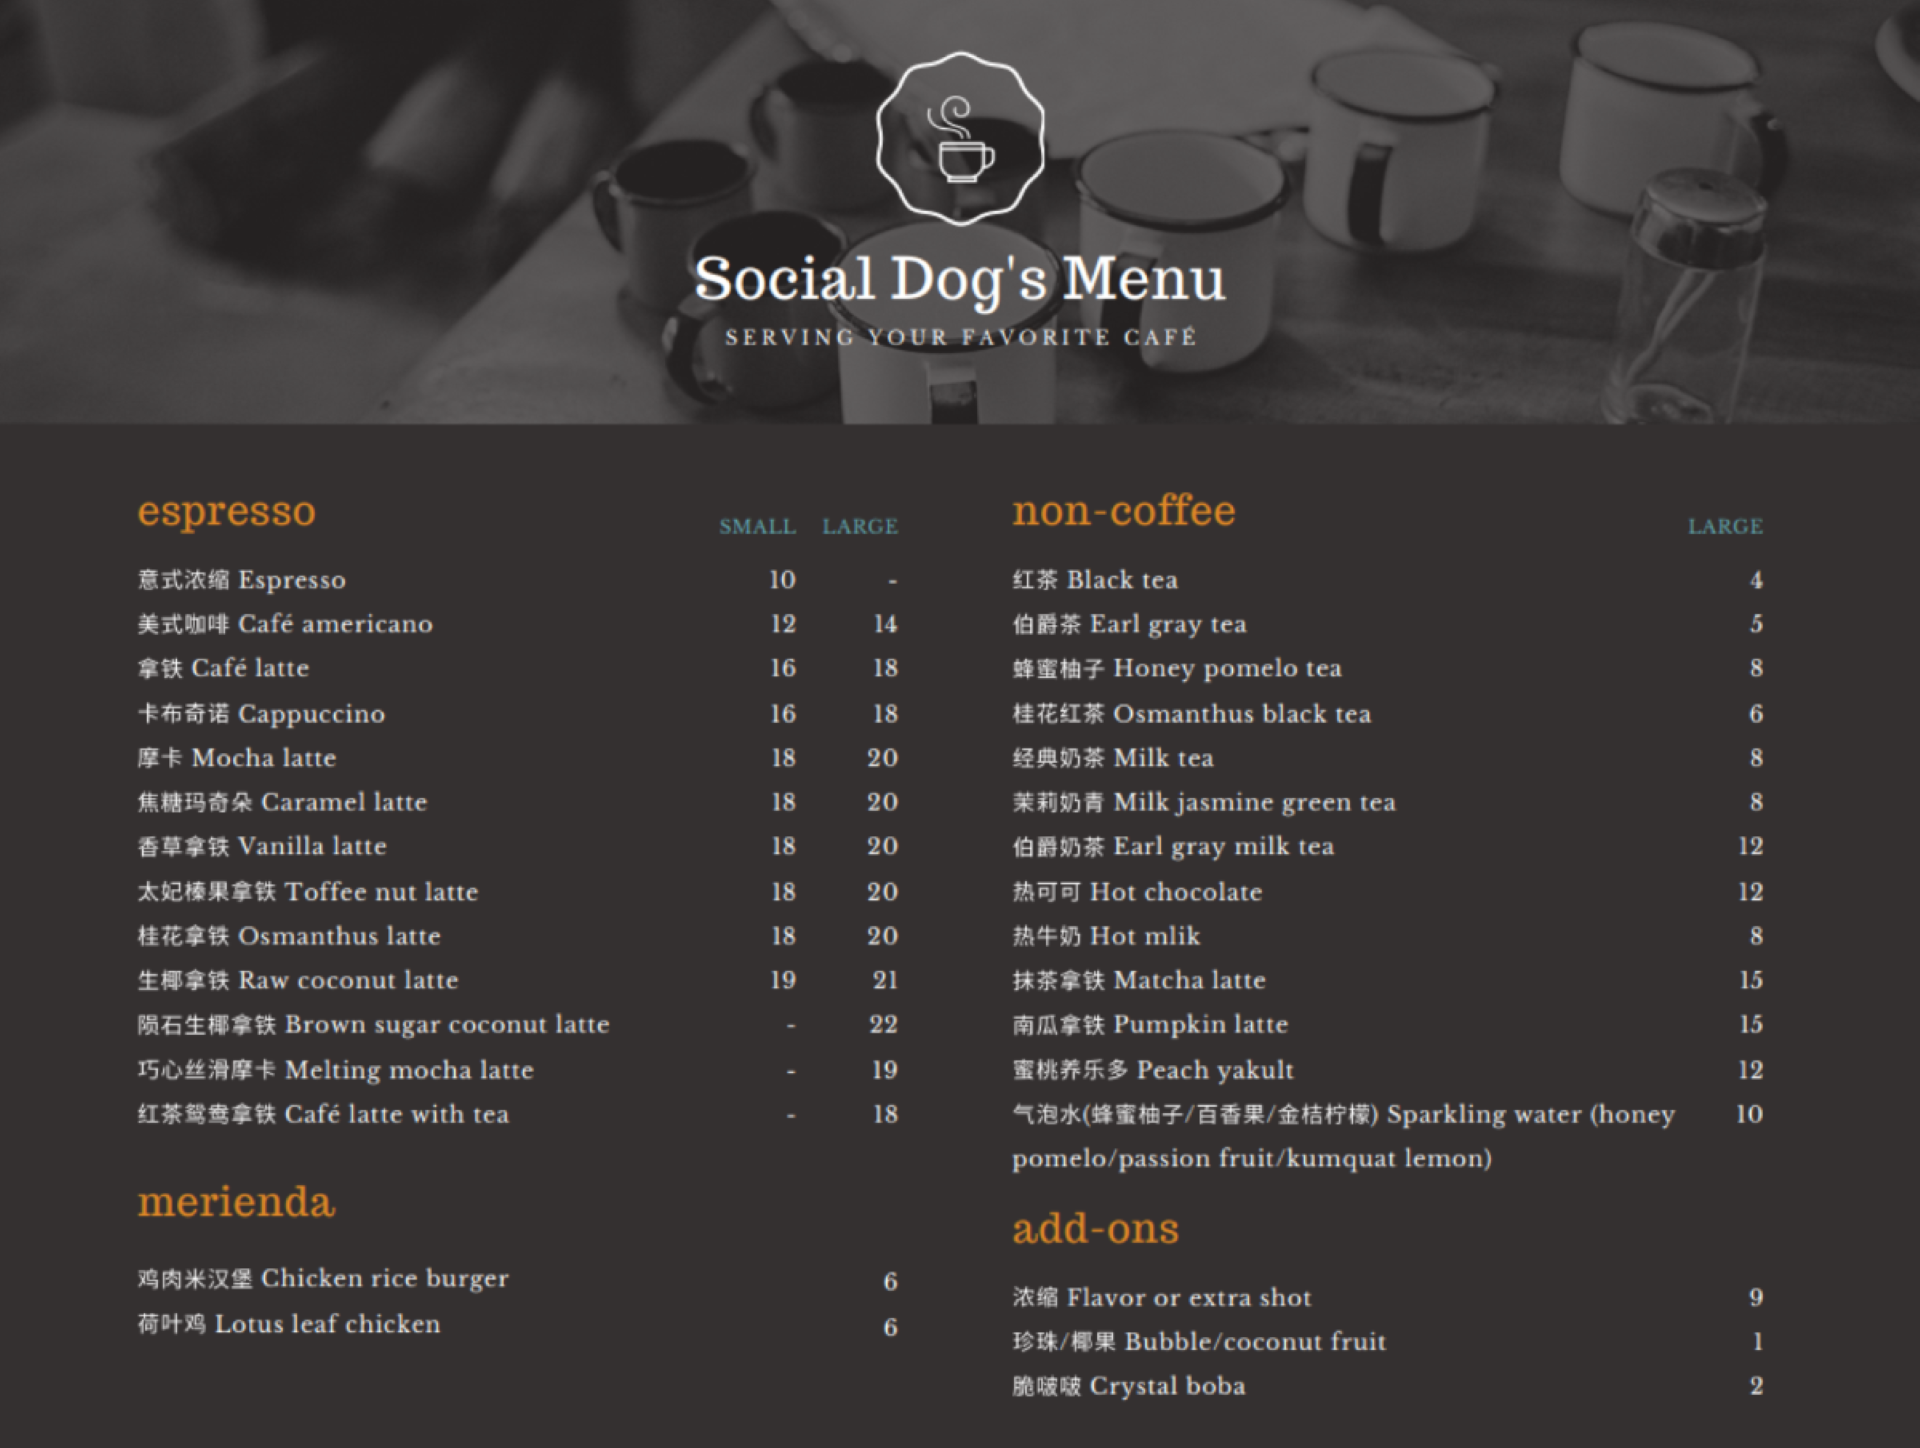 Social Dog's Menu
SERVING YOUR FAVORITE CAFÉ
espresso
SMALL LARGE
意式浓缩 Espresso 10 -
美式咖啡 Café americano 12 14
拿铁 Café latte 16 18
卡布奇诺 Cappuccino 16 18
摩卡 Mocha latte 18 20
焦糖玛奇朵 Caramel latte 18 20
香草拿铁 Vanilla latte 18 20
太妃榛果拿铁 Toffee nut latte 18 20
桂花拿铁 Osmanthus latte 18 20
生椰拿铁 Raw coconut latte 19 21
陨石生椰拿铁 Brown sugar coconut latte - 22
巧心丝滑摩卡 Melting mocha latte - 19
红茶鸳鸯拿铁 Café latte with tea - 18
merienda
鸡肉米汉堡 Chicken rice burger 6
荷叶鸡 Lotus leaf chicken 6
non-coffee
LARGE
红茶 Black tea 4
伯爵茶 Earl gray tea 5
蜂蜜柚子 Honey pomelo tea 8
桂花红茶 Osmanthus black tea 6
经典奶茶 Milk tea 8
茉莉奶青 Milk jasmine green tea 8
伯爵奶茶 Earl gray milk tea 12
热可可 Hot chocolate 12
热牛奶 Hot mlik 8
抹茶拿铁 Matcha latte 15
南瓜拿铁 Pumpkin latte 15
蜜桃养乐多 Peach yakult 12
气泡水(蜂蜜柚子/百香果/金桔柠檬) Sparkling water (honey 10
pomelo/passion fruit/kumquat lemon)
add-ons
浓缩 Flavor or extra shot 9
珍珠/椰果 Bubble/coconut fruit 1
脆啵啵 Crystal boba 2